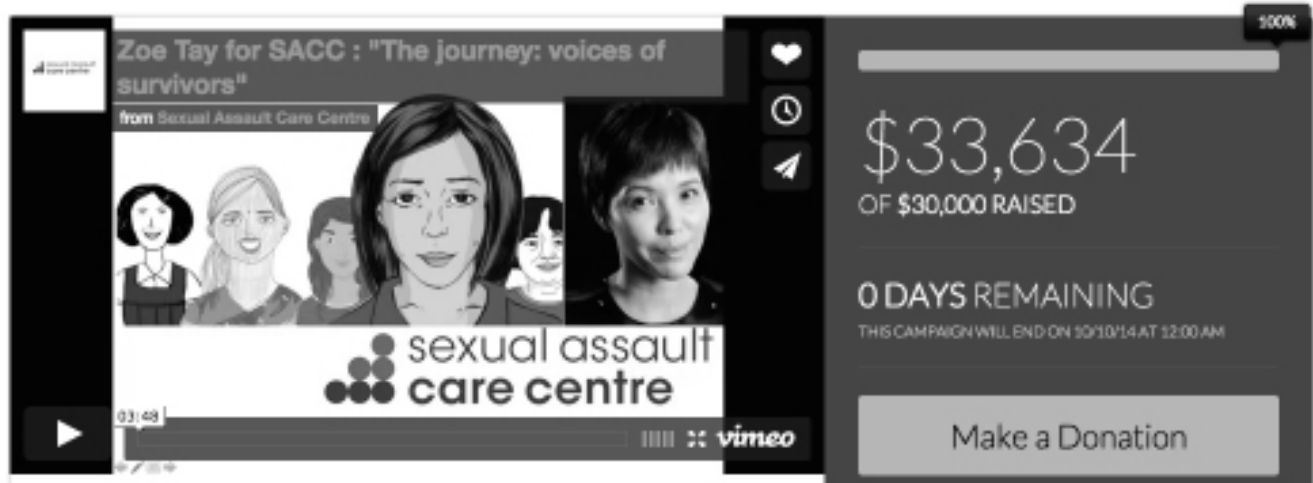 Zoe Tay for SACC : "The journey: voices of
survivors"
from Sexual Assault Care Centre
sexual assault
care centre
03:48
vimeo
100%
$33,634
OF $30,000 RAISED
0 DAYS REMAINING
THIS CAMPAIGN WILL END ON 10/10/14 AT 12:00 AM
Make a Donation